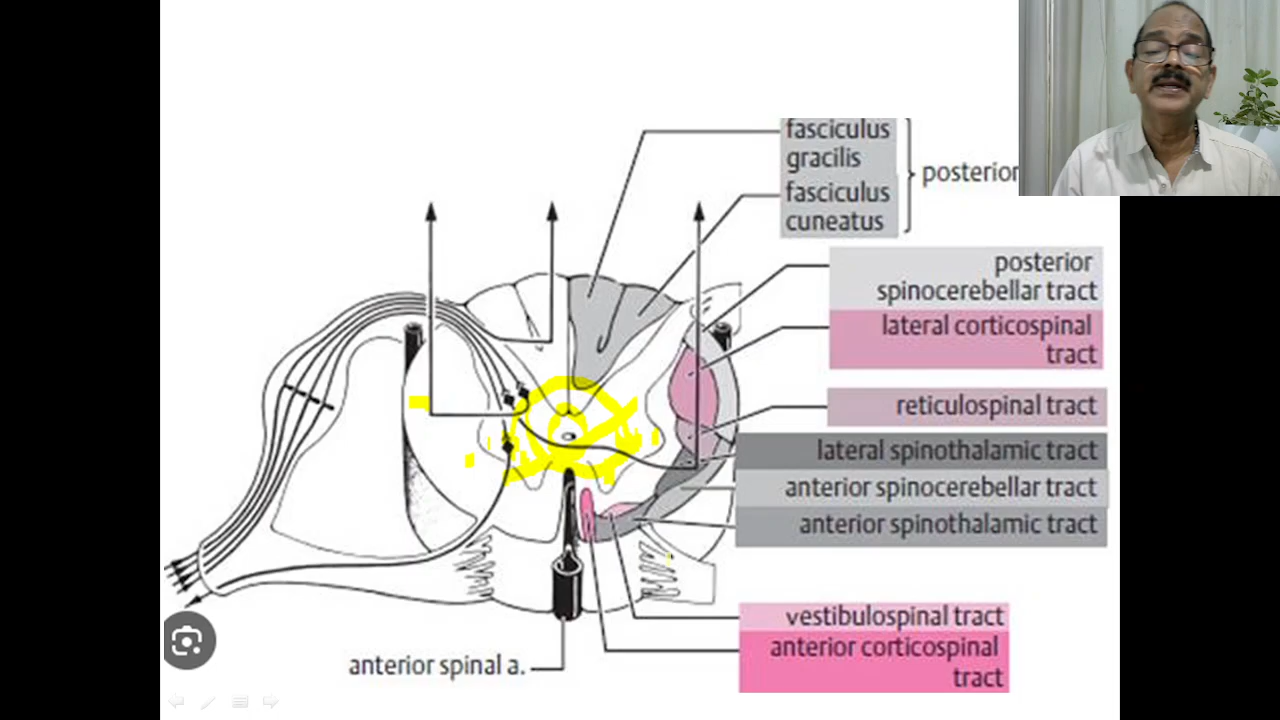 fasciculus
gracilis
fasciculus
cuneatus
posterior
posterior
spinocerebellar tract
lateral corticospinal
tract
reticulospinal tract
lateral spinothalamic tract
anterior spinocerebellar tract
anterior spinothalamic tract
vestibulospinal tract
anterior corticospinal
tract
anterior spinal a.